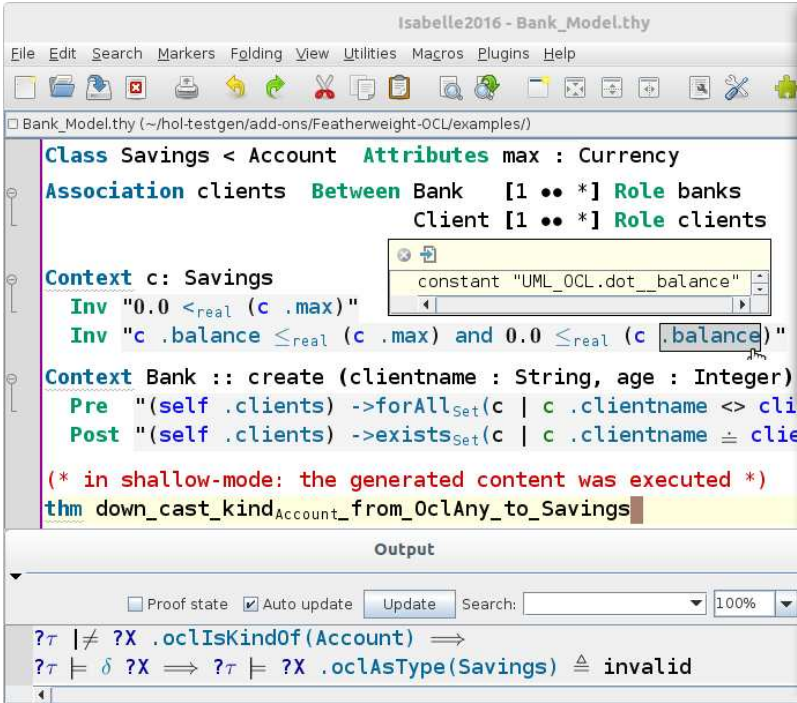 Isabelle2016 - Bank_Model.thy
File Edit Search Markers Folding View Utilities Macros Plugins Help
Bank_Model.thy (~/hol-testgen/add-ons/Featherweight-OCL/examples/)
Class Savings < Account Attributes max : Currency
Association clients Between Bank [1 •• *] Role banks
Client [1 •• *] Role clients
constant "UML_OCL.dot__balance"
Context c: Savings
Inv "0.0 <real (c .max)"
Inv "c .balance ≤real (c .max) and 0.0 ≤real (c .balance)"
Context Bank :: create (clientname : String, age : Integer)
Pre "(self .clients) ->forAllSet(c | c .clientname <> cli
Post "(self .clients) ->existsSet(c | c .clientname ≐ clie
(* in shallow-mode: the generated content was executed *)
thm down_cast_kindAccount_from_OclAny_to_Savings
Output
Proof state Auto update Update Search: 100%
?τ |≠ ?X .oclIsKindOf(Account) ⟹
?τ ⊨ δ ?X ⟹ ?τ ⊨ ?X .oclAsType(Savings) ≜ invalid